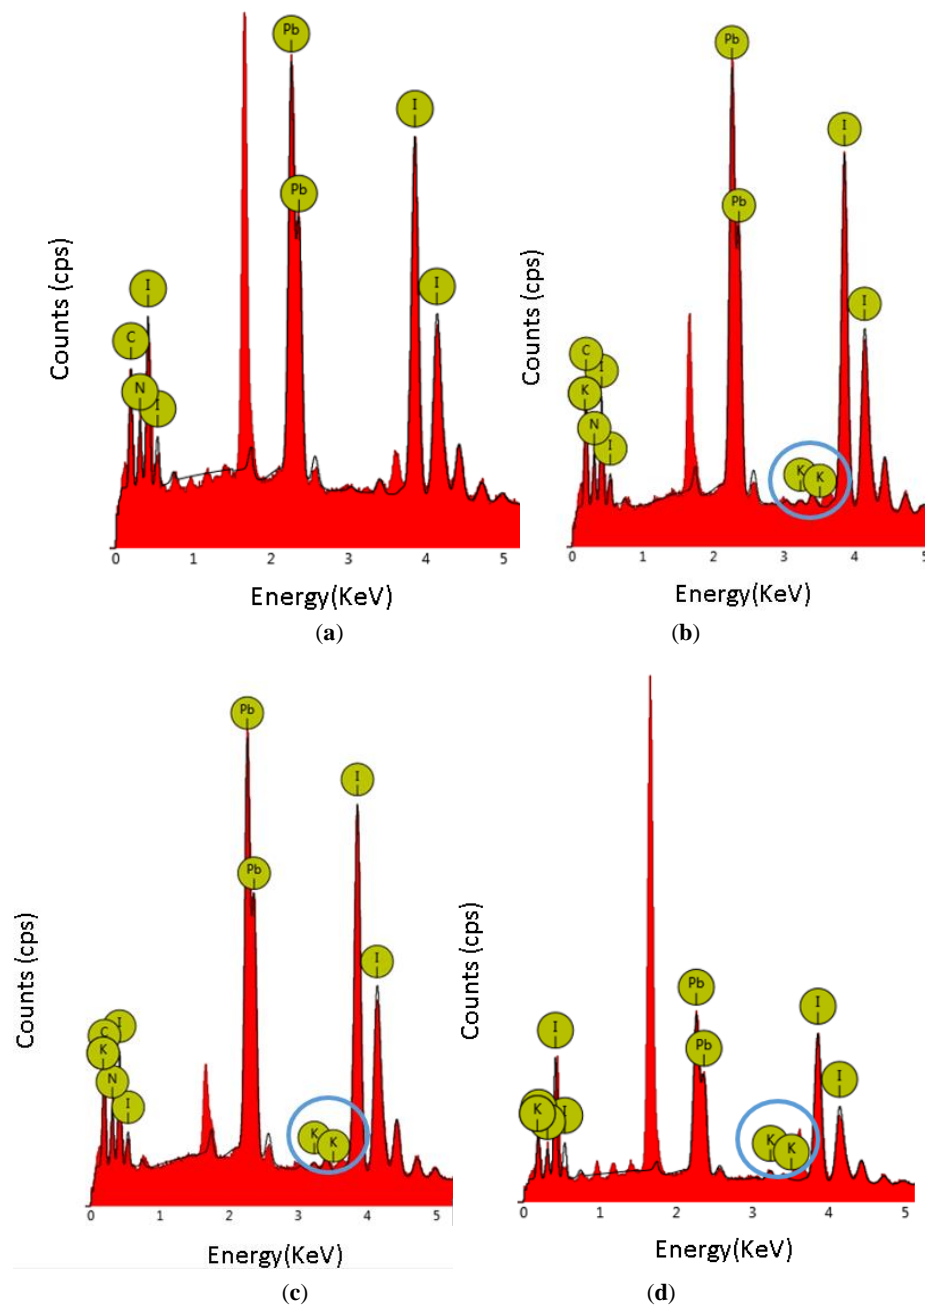 Pb
I
Pb
I
I
C
N
I
Counts (cps)
0 1 2 3 4 5
Energy(KeV)
(a)
Pb
I
Pb
I
C
I
K
N
I
K
K
Counts (cps)
0 1 2 3 4 5
Energy(KeV)
(b)
Pb
I
Pb
I
C
I
K
N
I
K
K
Counts (cps)
0 1 2 3 4 5
Energy(KeV)
(c)
Pb
I
Pb
I
I
K
I
K
K
Counts (cps)
0 1 2 3 4 5
Energy(KeV)
(d)